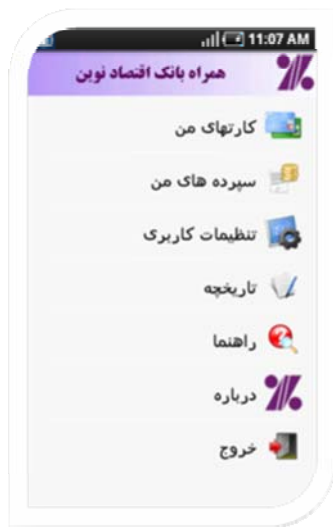 11:07 AM
همراه بانک اقتصاد نوین
کارتهای من
سپرده های من
تنظیمات کاربری
تاریخچه
راهنما
درباره
خروج